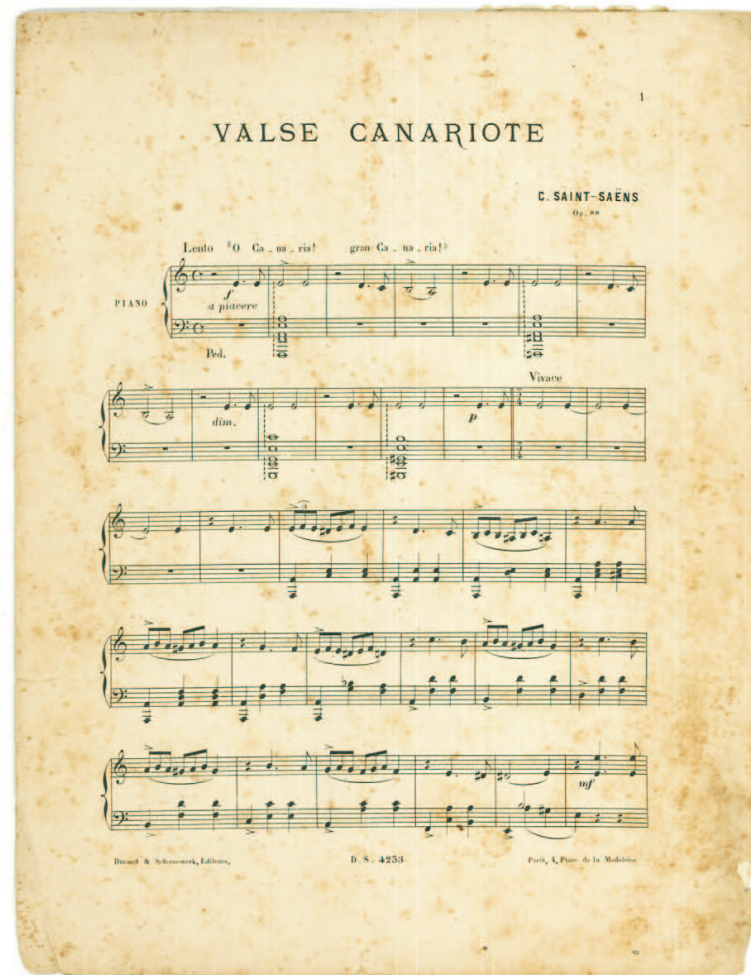 1
VALSE CANARIOTE
C. SAINT-SAËNS
Op. 88
Lento "O Ca - na - ria! gran Ca - na - ria!"
PIANO
f
a piacere
Ped.
Vivace
dim.
p
3
mf
Durand & Schoenewerk, Editeurs,
D. S. 4253
Paris, 4, Place de la Madeleine